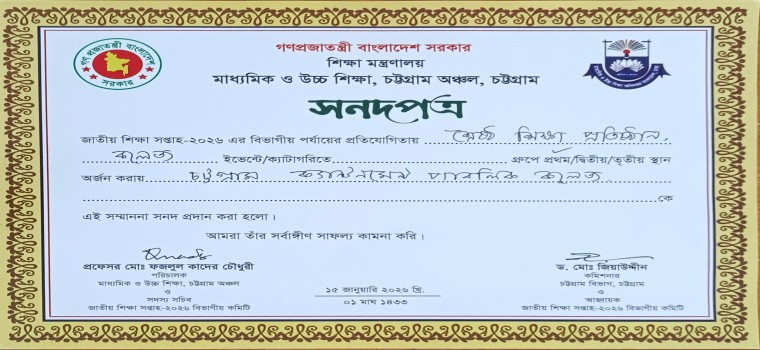 গণপ্রজাতন্ত্রী বাংলাদেশ সরকার
শিক্ষা মন্ত্রণালয়
মাধ্যমিক ও উচ্চ শিক্ষা, চট্টগ্রাম অঞ্চল, চট্টগ্রাম
গণপ্রজাতন্ত্রী বাংলাদেশ
সরকার
সনদপত্র
জাতীয় শিক্ষা সপ্তাহ-২০২৬ এর বিভাগীয় পর্যায়ের প্রতিযোগিতায় শ্রেষ্ঠ শিক্ষা প্রতিষ্ঠান,
কলেজ ইভেন্টে/ক্যাটাগরিতে গ্রুপে প্রথম/দ্বিতীয়/তৃতীয় স্থান
অর্জন করায় চট্টগ্রাম ক্যান্টনমেন্ট পাবলিক কলেজ
কে
এই সম্মাননা সনদ প্রদান করা হলো।
আমরা তাঁর সর্বাঙ্গীণ সাফল্য কামনা করি।
প্রফেসর মোঃ ফজলুল কাদের চৌধুরী
পরিচালক
মাধ্যমিক ও উচ্চ শিক্ষা, চট্টগ্রাম অঞ্চল
ও
সদস্য সচিব
জাতীয় শিক্ষা সপ্তাহ-২০২৬ বিভাগীয় কমিটি
১৫ জানুয়ারি ২০২৬ খ্রি.
০১ মাঘ ১৪৩৩
ড. মোঃ জিয়াউদ্দীন
কমিশনার
চট্টগ্রাম বিভাগ, চট্টগ্রাম
ও
আহ্বায়ক
জাতীয় শিক্ষা সপ্তাহ-২০২৬ বিভাগীয় কমিটি